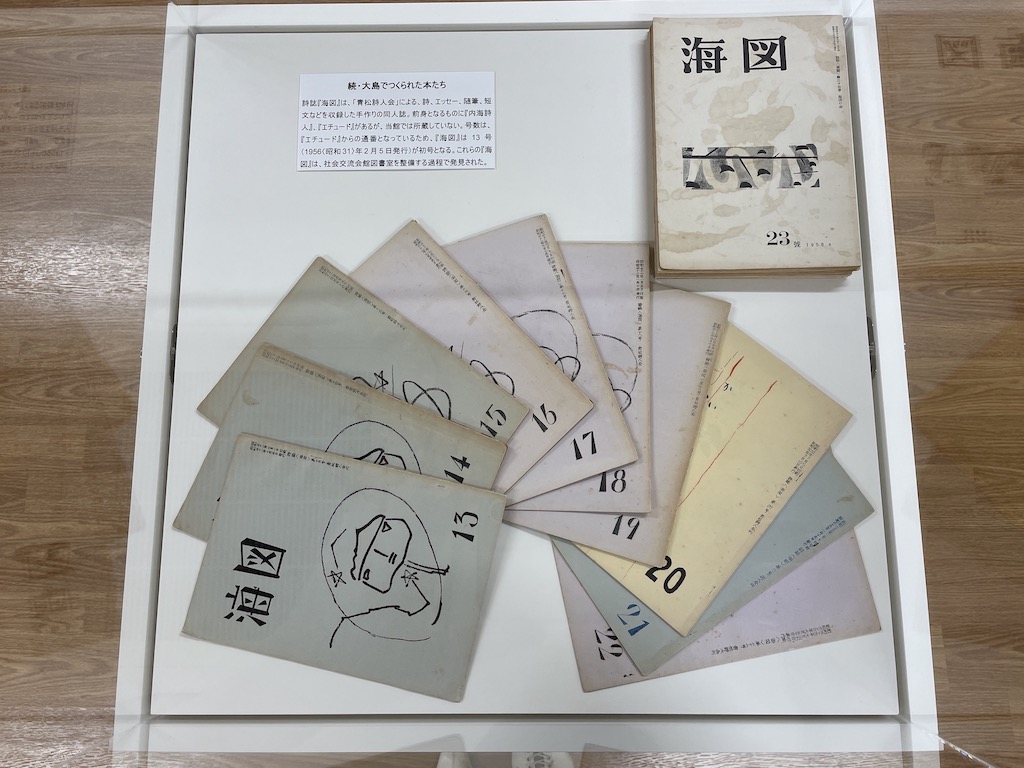 続・大島でつくられた本たち
詩誌『海図』は、「青松詩人会」による、詩、エッセー、随筆、短
文などを収録した手作りの同人誌。前身となるものに『内海詩
人』、『エチュード』があるが、当館では所蔵していない。号数は、
『エチュード』からの通番となっているため、『海図』は 13 号
(1956(昭和31)年2月5日発行)が初号となる。これらの『海
図』は、社会交流会館図書室を整備する過程で発見された。
海図
23 號
海図
13
14
15
16
17
18
19
20
21
22